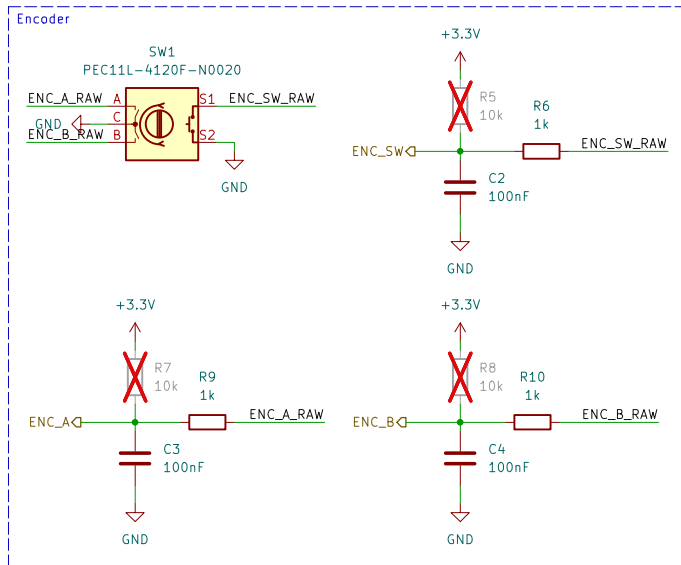 Encoder
SW1
PEC11L-4120F-N0020
ENC_A_RAW
A
GND
C
ENC_B_RAW
B
S1
ENC_SW_RAW
S2
GND
+3.3V
R5
10k
R6
1k
ENC_SW
ENC_SW_RAW
C2
100nF
GND
+3.3V
R7
10k
R9
1k
ENC_A
ENC_A_RAW
C3
100nF
GND
+3.3V
R8
10k
R10
1k
ENC_B
ENC_B_RAW
C4
100nF
GND